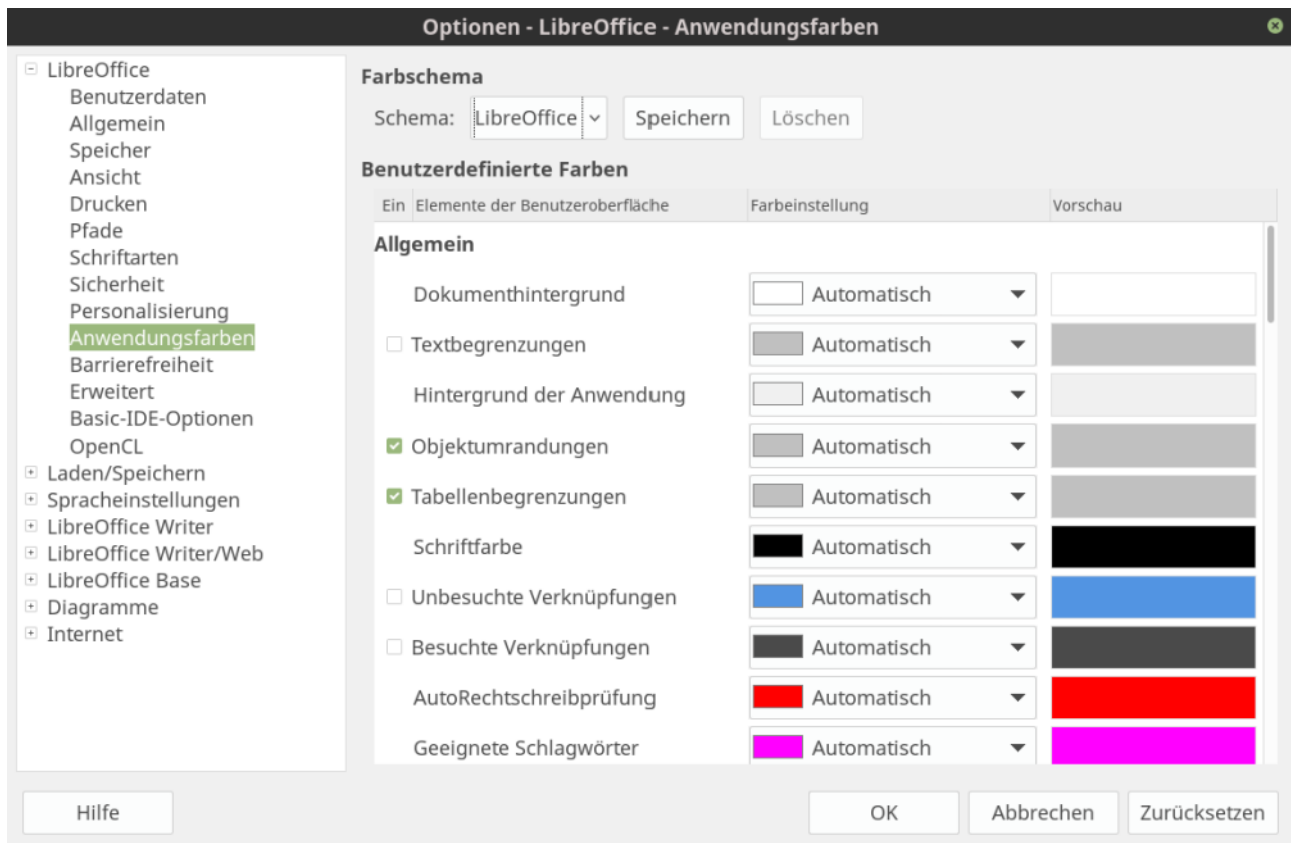 Optionen - LibreOffice - Anwendungsfarben
LibreOffice
Benutzerdaten
Allgemein
Speicher
Ansicht
Drucken
Pfade
Schriftarten
Sicherheit
Personalisierung
Anwendungsfarben
Barrierefreiheit
Erweitert
Basic-IDE-Optionen
OpenCL
Laden/Speichern
Spracheinstellungen
LibreOffice Writer
LibreOffice Writer/Web
LibreOffice Base
Diagramme
Internet
Farbschema
Schema: LibreOffice Speichern Löschen
Benutzerdefinierte Farben
Ein Elemente der Benutzeroberfläche Farbeinstellung Vorschau
Allgemein
Dokumenthintergrund Automatisch
Textbegrenzungen Automatisch
Hintergrund der Anwendung Automatisch
Objektumrandungen Automatisch
Tabellenbegrenzungen Automatisch
Schriftfarbe Automatisch
Unbesuchte Verknüpfungen Automatisch
Besuchte Verknüpfungen Automatisch
AutoRechtschreibprüfung Automatisch
Geeignete Schlagwörter Automatisch
Hilfe OK Abbrechen Zurücksetzen